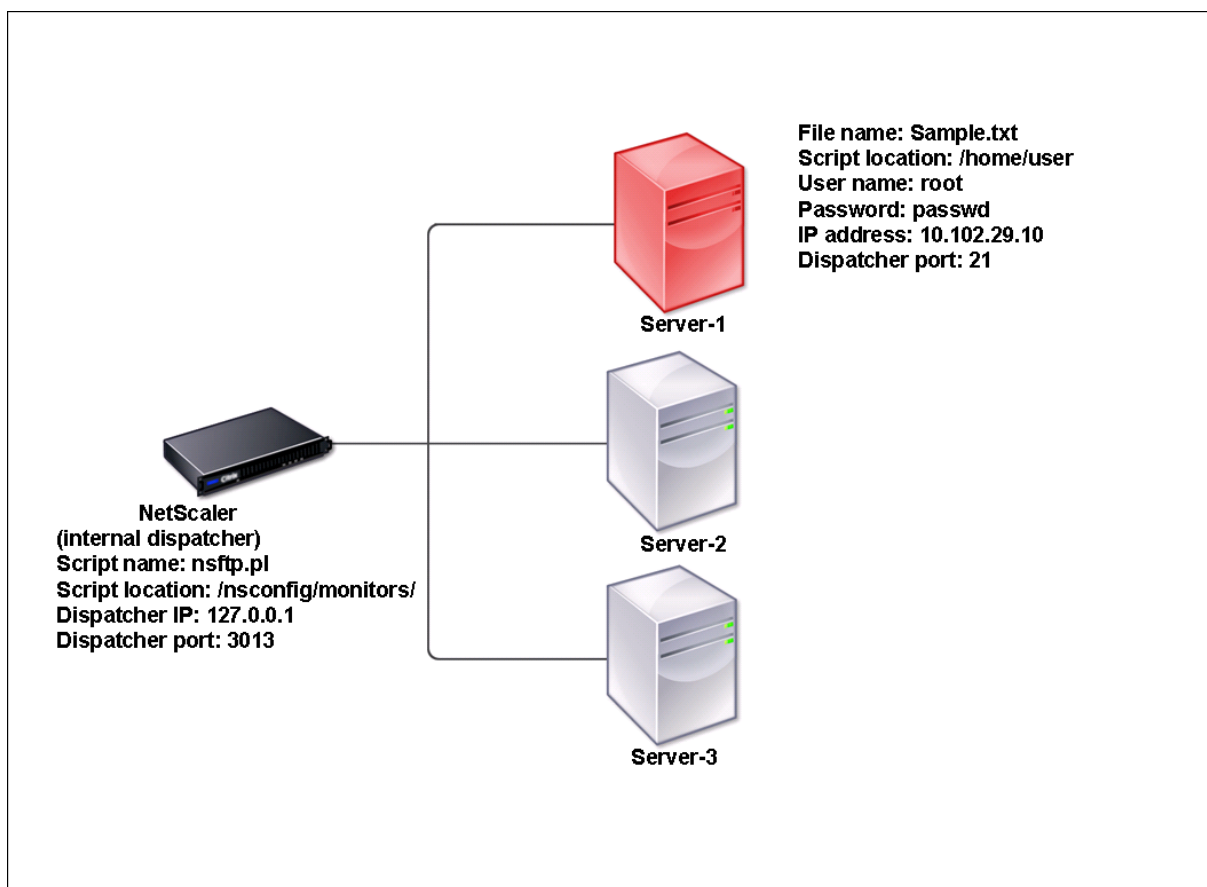 File name: Sample.txt
Script location: /home/user
User name: root
Password: passwd
IP address: 10.102.29.10
Dispatcher port: 21
Server-1
Server-2
Server-3
Citrix
NetScaler
(internal dispatcher)
Script name: nsftp.pl
Script location: /nsconfig/monitors/
Dispatcher IP: 127.0.0.1
Dispatcher port: 3013